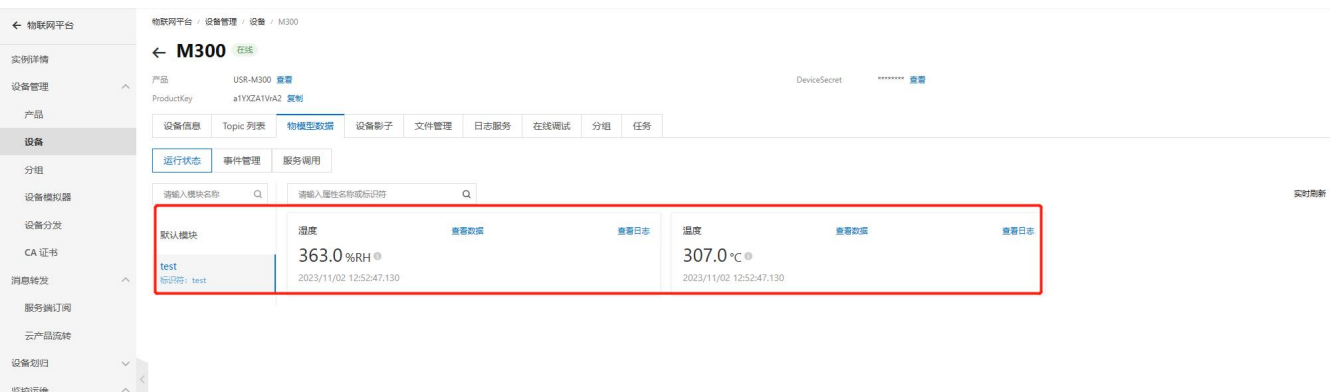 ← 物联网平台
实例详情
设备管理
产品
设备
分组
设备模拟器
设备分发
CA 证书
消息转发
服务端订阅
云产品流转
设备划归
监控运维
物联网平台 / 设备管理 / 设备 / M300
← M300 在线
产品 USR-M300 查看
DeviceSecret ******** 查看
ProductKey a1YXZA1VrA2 复制
设备信息 Topic 列表 物模型数据 设备影子 文件管理 日志服务 在线调试 分组 任务
运行状态 事件管理 服务调用
请输入模块名称 请输入属性名称或标识符 实时刷新
默认模块
test
标识符: test
湿度 查看数据 查看日志
363.0 %RH
2023/11/02 12:52:47.130
温度 查看数据 查看日志
307.0 °C
2023/11/02 12:52:47.130